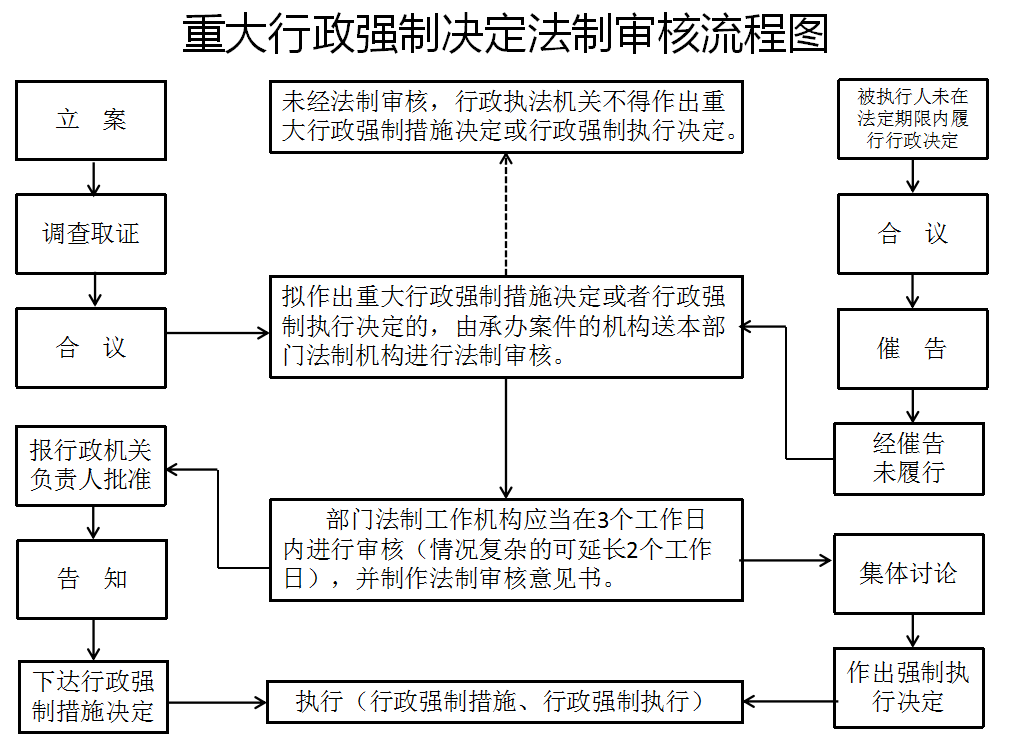 重大行政强制决定法制审核流程图
立　案
调查取证
合　议
未经法制审核，行政执法机关不得作出重
大行政强制措施决定或行政强制执行决定。
被执行人未在
法定期限内履
行行政决定
合　议
催　告
经催告
未履行
拟作出重大行政强制措施决定或者行政强
制执行决定的，由承办案件的机构送本部
门法制机构进行法制审核。
部门法制工作机构应当在3个工作日
内进行审核（情况复杂的可延长2个工作
日），并制作法制审核意见书。
报行政机关
负责人批准
告　知
下达行政强
制措施决定
集体讨论
作出强制执
行决定
执行（行政强制措施、行政强制执行）